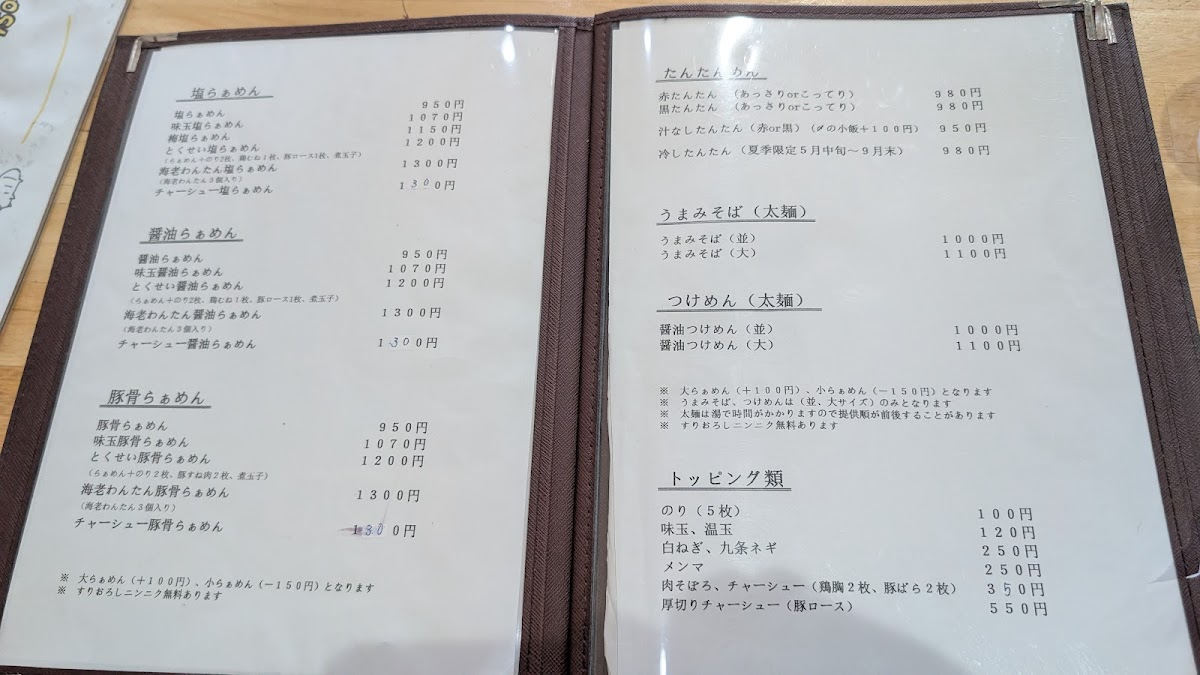 塩らぁめん
塩らぁめん 950円
味玉塩らぁめん 1070円
梅塩らぁめん 1150円
とくせい塩らぁめん 1200円
(らぁめん+のり2枚、鶏むね1枚、豚ロース1枚、煮玉子)
海老わんたん塩らぁめん 1300円
(海老わんたん3個入り)
チャーシュー塩らぁめん 1300円
醤油らぁめん
醤油らぁめん 950円
味玉醤油らぁめん 1070円
とくせい醤油らぁめん 1200円
(らぁめん+のり2枚、鶏むね1枚、豚ロース1枚、煮玉子)
海老わんたん醤油らぁめん 1300円
(海老わんたん3個入り)
チャーシュー醤油らぁめん 1300円
豚骨らぁめん
豚骨らぁめん 950円
味玉豚骨らぁめん 1070円
とくせい豚骨らぁめん 1200円
(らぁめん+のり2枚、豚すね肉2枚、煮玉子)
海老わんたん豚骨らぁめん 1300円
(海老わんたん3個入り)
チャーシュー豚骨らぁめん 1300円
※ 大らぁめん(+100円)、小らぁめん(-150円)となります
※ すりおろしニンニク無料あります
たんたんめん
赤たんたん (あっさりorこってり) 980円
黒たんたん (あっさりorこってり) 980円
汁なしたんたん(赤or黒)(〆の小飯+100円) 950円
冷したんたん (夏季限定5月中旬~9月末) 980円
うまみそば(太麺)
うまみそば(並) 1000円
うまみそば(大) 1100円
つけめん(太麺)
醤油つけめん(並) 1000円
醤油つけめん(大) 1100円
※ 大らぁめん(+100円)、小らぁめん(-150円)となります
※ うまみそば、つけめんは(並、大サイズ)のみとなります
※ 太麺は湯で時間がかかりますので提供順が前後することがあります
※ すりおろしニンニク無料あります
トッピング類
のり(5枚) 100円
味玉、温玉 120円
白ねぎ、九条ネギ 250円
メンマ 250円
肉そぼろ、チャーシュー(鶏胸2枚、豚ばら2枚) 350円
厚切りチャーシュー(豚ロース) 550円